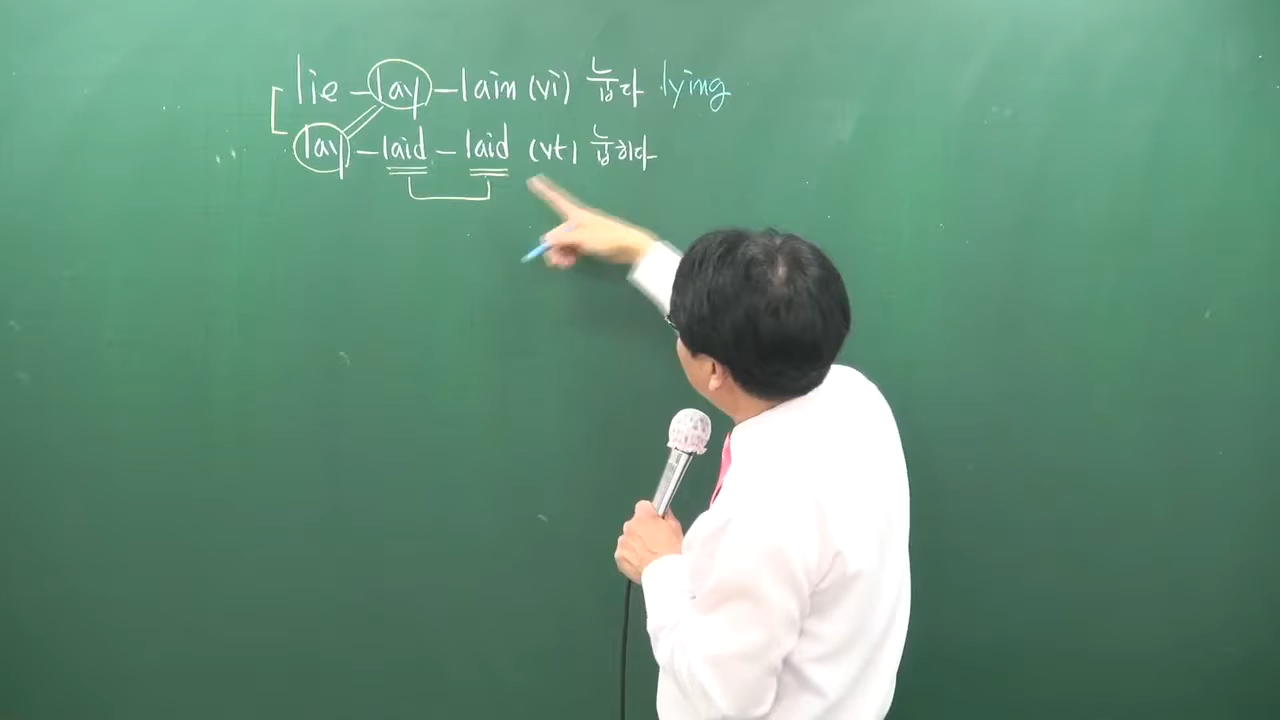 lie - lay - lain (vi) 눕다 lying
lay - laid - laid (vt) 눕히다